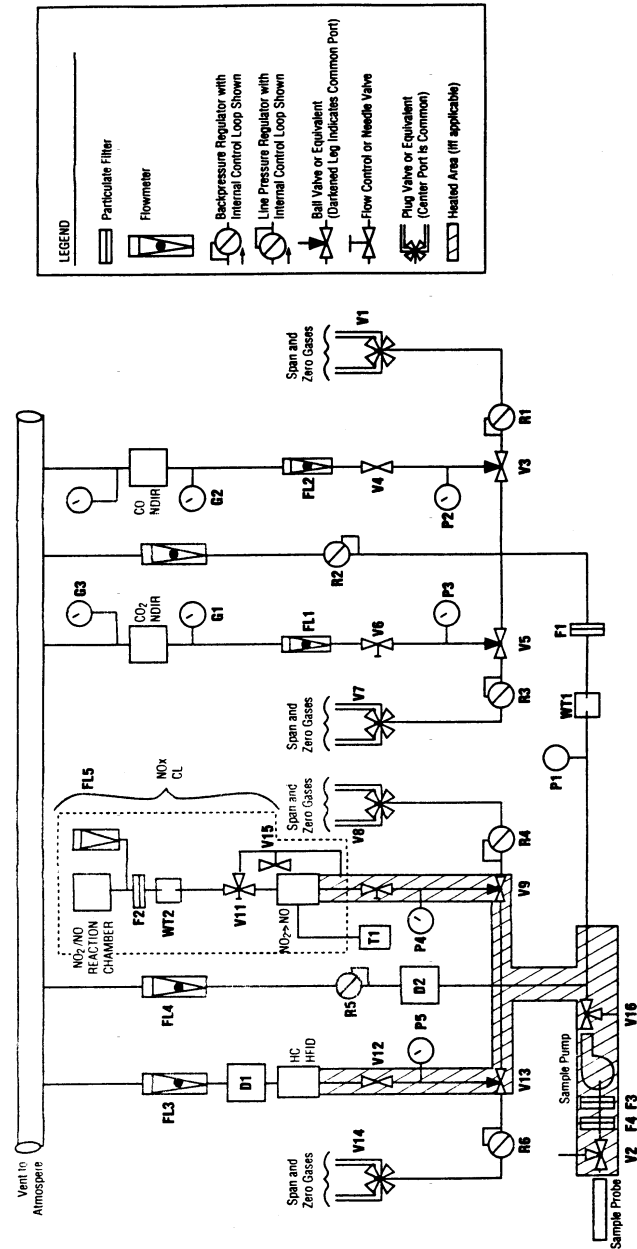 LEGEND
Particulate Filter
Flowmeter
Backpressure Regulator with
Internal Control Loop Shown
Line Pressure Regulator with
Internal Control Loop Shown
Ball Valve or Equivalent
(Darkened Leg Indicates Common Port)
Flow Control or Needle Valve
Plug Valve or Equivalent
(Center Port Is Common)
Heated Area (iff applicable)
Vent to
Atmospere
FL3
D1
HC
HFID
V12
P5
V13
R6
V14
Span and
Zero Gases
FL4
R5
D2
NO2/NO
REACTION
CHAMBER
FL5
F2
WT2
V11
V15
NO2>NO
T1
P4
V9
NOx
CL
Span and
Zero Gases
V8
R4
Span and
Zero Gases
V7
R3
G3
CO2
NDIR
G1
FL1
V6
P3
V5
R2
CO
NDIR
G2
FL2
V4
P2
V3
Span and
Zero Gases
V1
R1
Sample Probe
V2
F4
F3
Sample Pump
V16
P1
WT1
F1